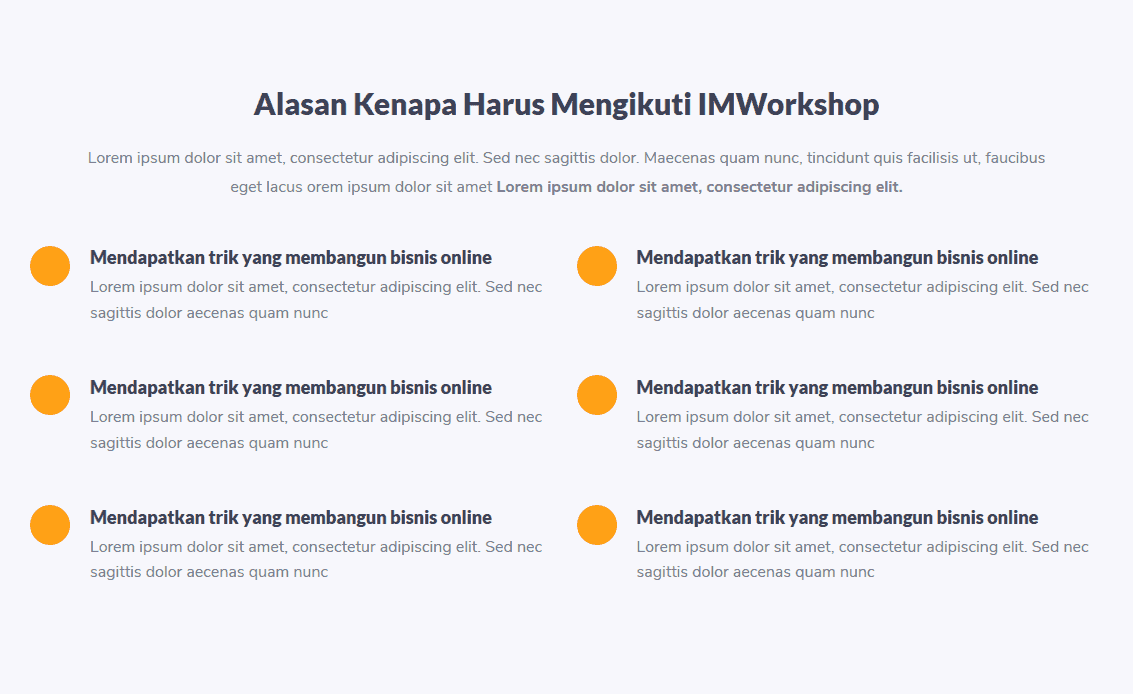 Alasan Kenapa Harus Mengikuti IMWorkshop
Lorem ipsum dolor sit amet, consectetur adipiscing elit. Sed nec sagittis dolor. Maecenas quam nunc, tincidunt quis facilisis ut, faucibus
eget lacus orem ipsum dolor sit amet Lorem ipsum dolor sit amet, consectetur adipiscing elit.
Mendapatkan trik yang membangun bisnis online
Lorem ipsum dolor sit amet, consectetur adipiscing elit. Sed nec
sagittis dolor aecenas quam nunc
Mendapatkan trik yang membangun bisnis online
Lorem ipsum dolor sit amet, consectetur adipiscing elit. Sed nec
sagittis dolor aecenas quam nunc
Mendapatkan trik yang membangun bisnis online
Lorem ipsum dolor sit amet, consectetur adipiscing elit. Sed nec
sagittis dolor aecenas quam nunc
Mendapatkan trik yang membangun bisnis online
Lorem ipsum dolor sit amet, consectetur adipiscing elit. Sed nec
sagittis dolor aecenas quam nunc
Mendapatkan trik yang membangun bisnis online
Lorem ipsum dolor sit amet, consectetur adipiscing elit. Sed nec
sagittis dolor aecenas quam nunc
Mendapatkan trik yang membangun bisnis online
Lorem ipsum dolor sit amet, consectetur adipiscing elit. Sed nec
sagittis dolor aecenas quam nunc